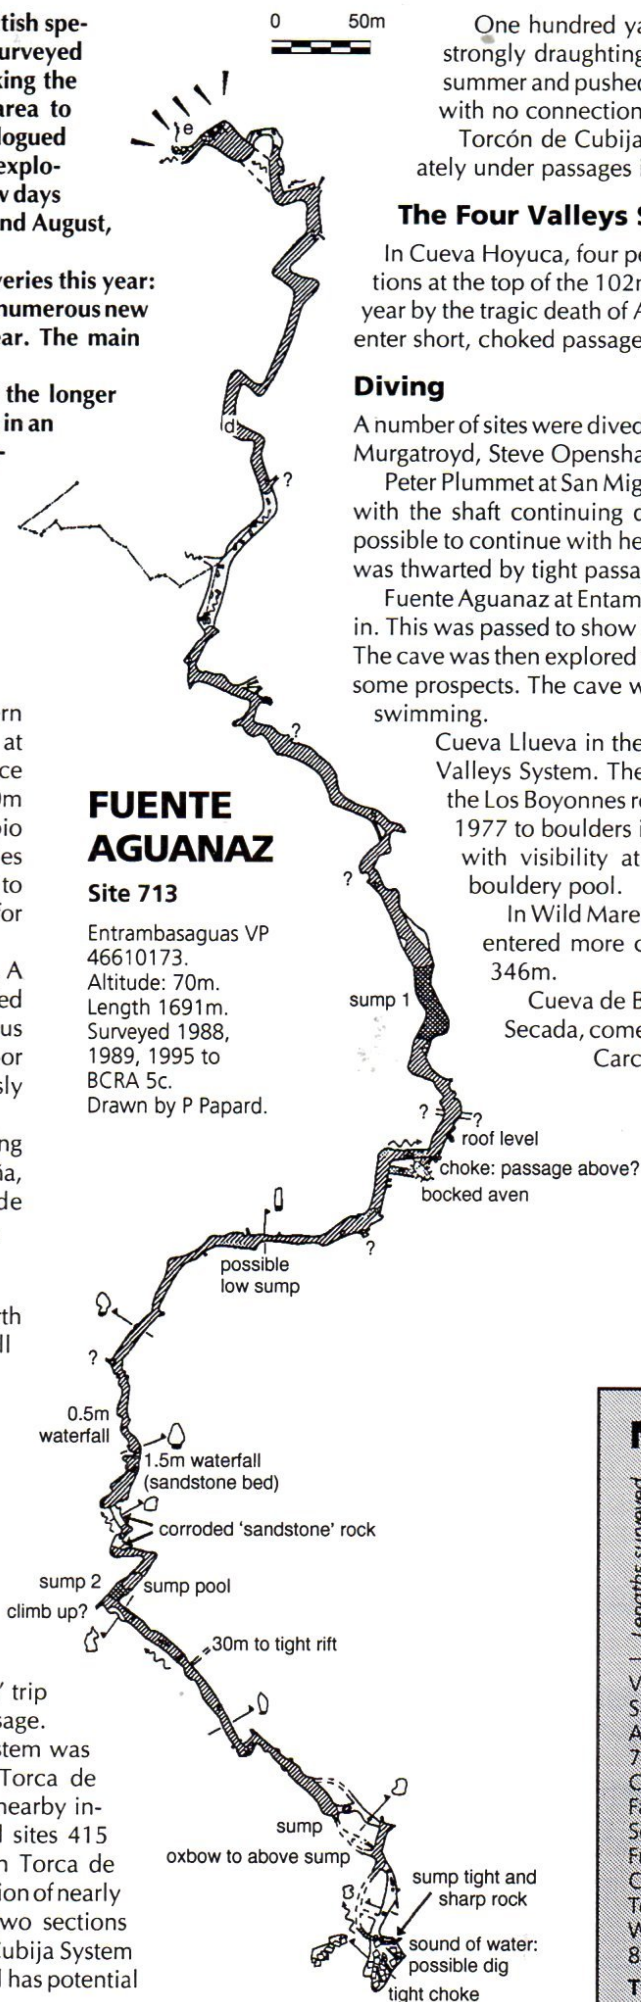 tish spe-
urveyed
king the
area to
logued
explo-
w days
nd August,
veries this year:
numerous new
ar. The main
the longer
in an
0 50m
One hundred ya
strongly draughting
summer and pushed
with no connection
Torcón de Cubija
ately under passages i
The Four Valleys S
In Cueva Hoyuca, four pe
tions at the top of the 102m
year by the tragic death of A
enter short, choked passage
Diving
A number of sites were dived
Murgatroyd, Steve Opensha
Peter Plummet at San Mig
with the shaft continuing d
possible to continue with he
was thwarted by tight passa
Fuente Aguanaz at Entam
in. This was passed to show
The cave was then explored
some prospects. The cave w
swimming.
Cueva Llueva in the
Valleys System. The
the Los Boyonnes re
1977 to boulders i
with visibility at
bouldery pool.
In Wild Mare
entered more d
346m.
Cueva de B
Secada, come
Carc
e
d
?
?
?
rn
at
ce
0m
bio
es
to
for
A
ed
us
or
sly
ng
ña,
de
rth
ll
FUENTE
AGUANAZ
Site 713
Entrambasaguas VP
46610173.
Altitude: 70m.
Length 1691m.
Surveyed 1988,
1989, 1995 to
BCRA 5c.
Drawn by P Papard.
sump 1
? ?
roof level
choke: passage above?
bocked aven
?
possible
low sump
?
0.5m
waterfall
1.5m waterfall
(sandstone bed)
corroded 'sandstone' rock
sump 2
sump pool
climb up?
30m to tight rift
sump
oxbow to above sump
sump tight and
sharp rock
sound of water:
possible dig
tight choke
' trip
sage.
stem was
Torca de
nearby in-
d sites 415
n Torca de
ion of nearly
wo sections
Cubija System
d has potential
Lengths surveyed